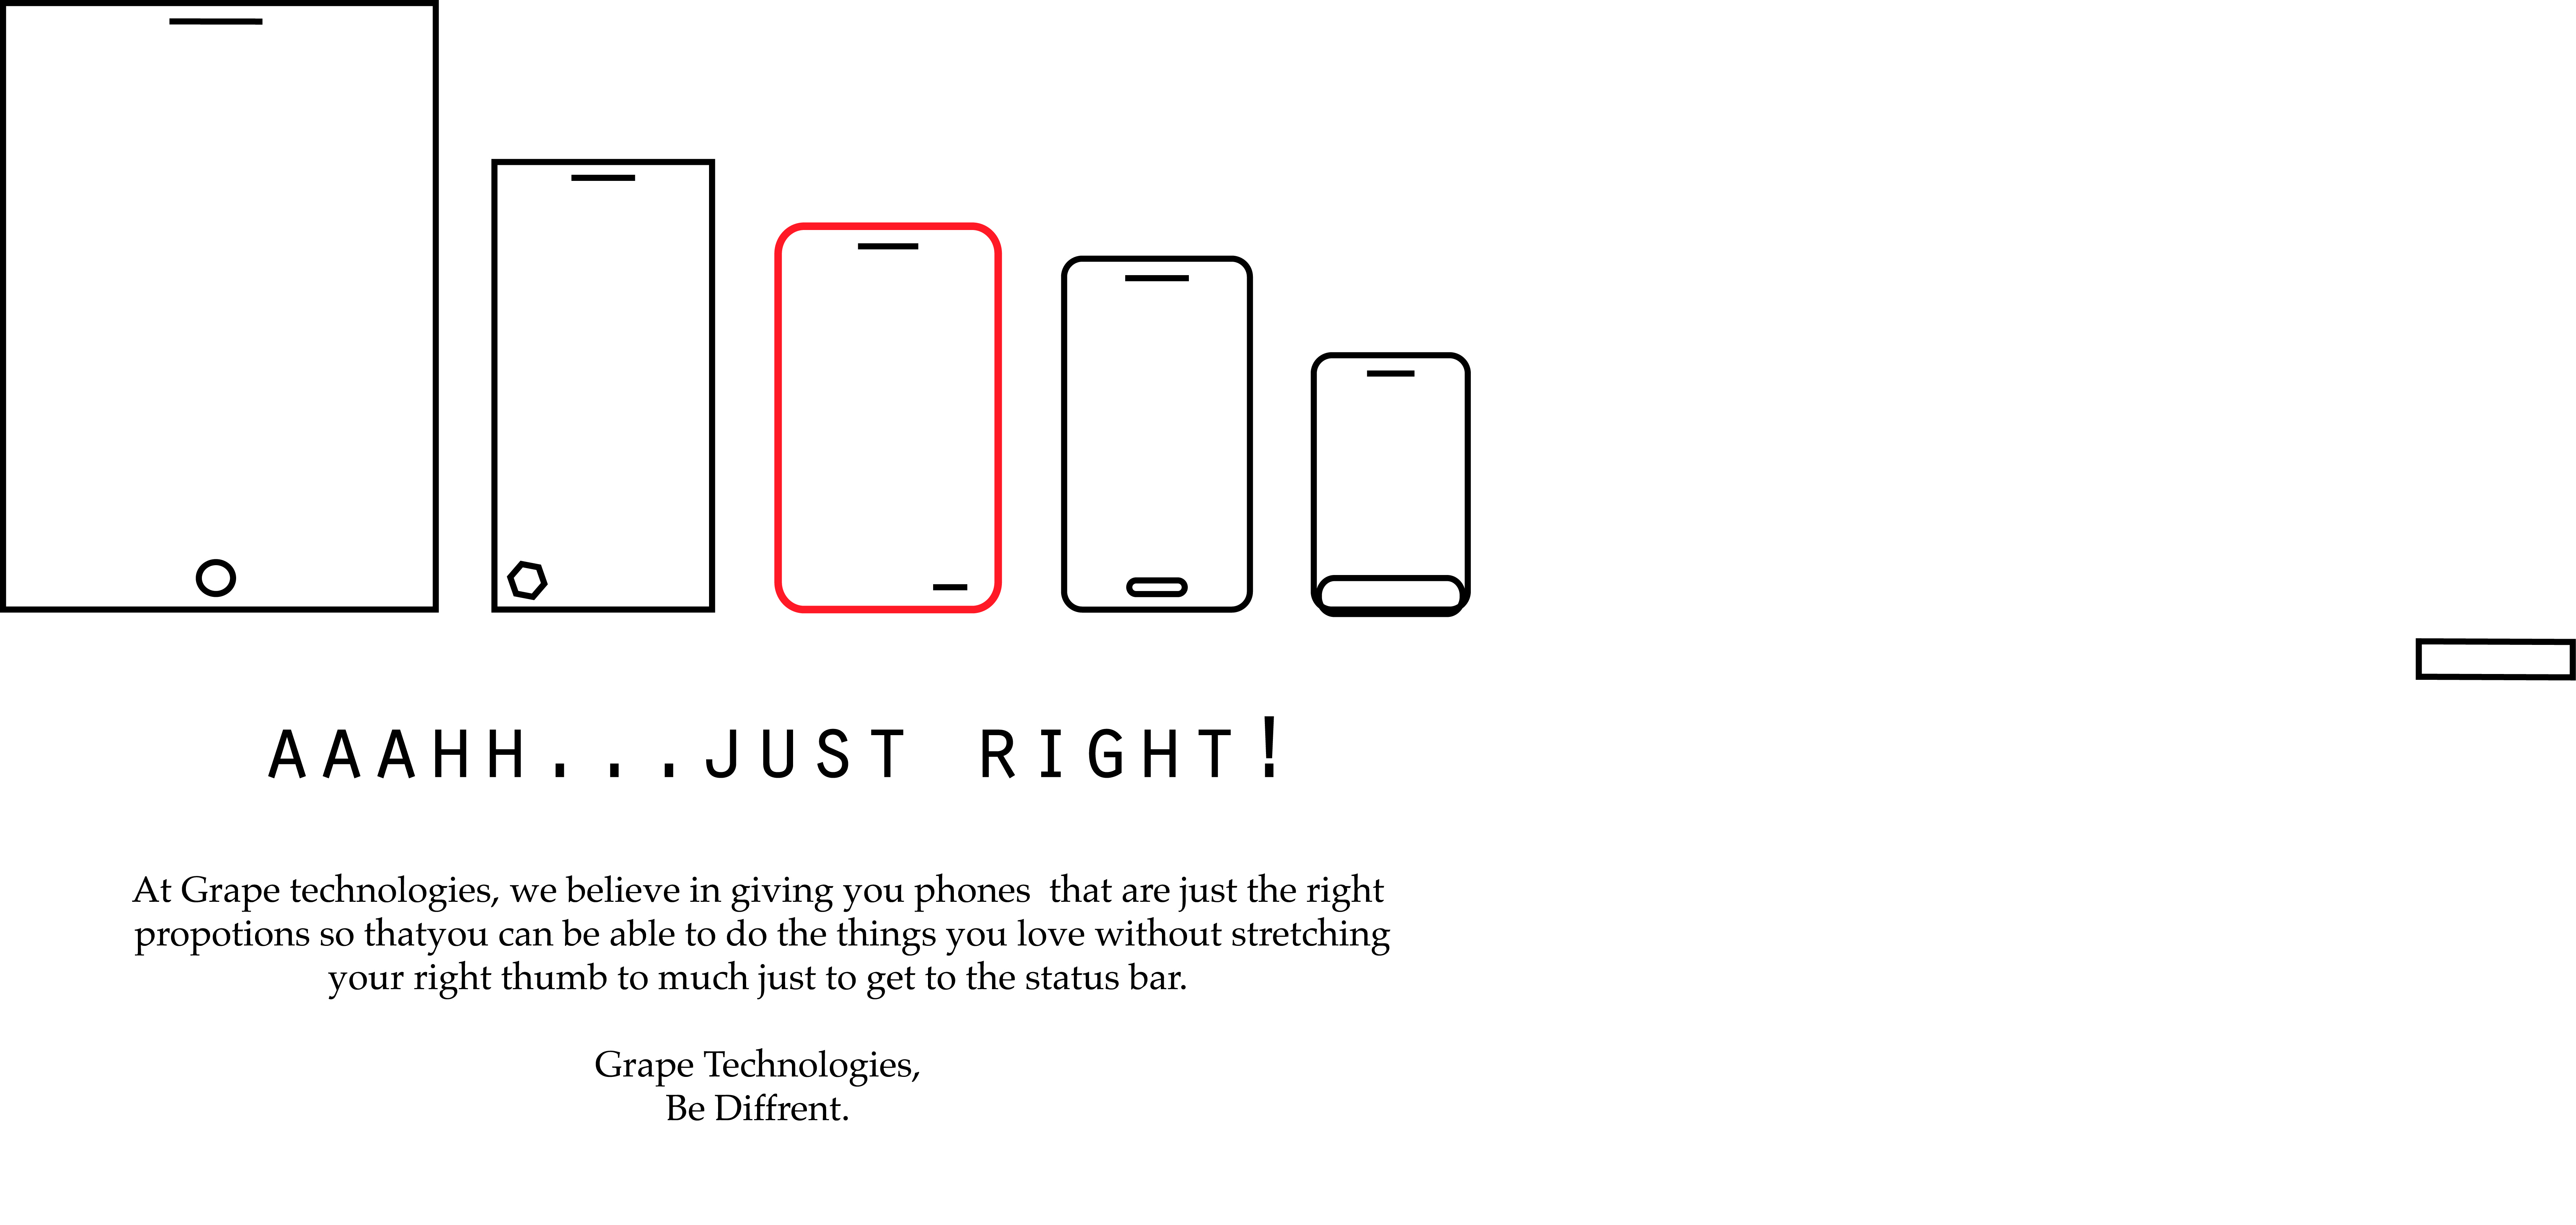 AAAHH...JUST RIGHT!
At Grape technologies, we believe in giving you phones  that are just the right
propotions so thatyou can be able to do the things you love without stretching
your right thumb to much just to get to the status bar.
Grape Technologies,
Be Diffrent.